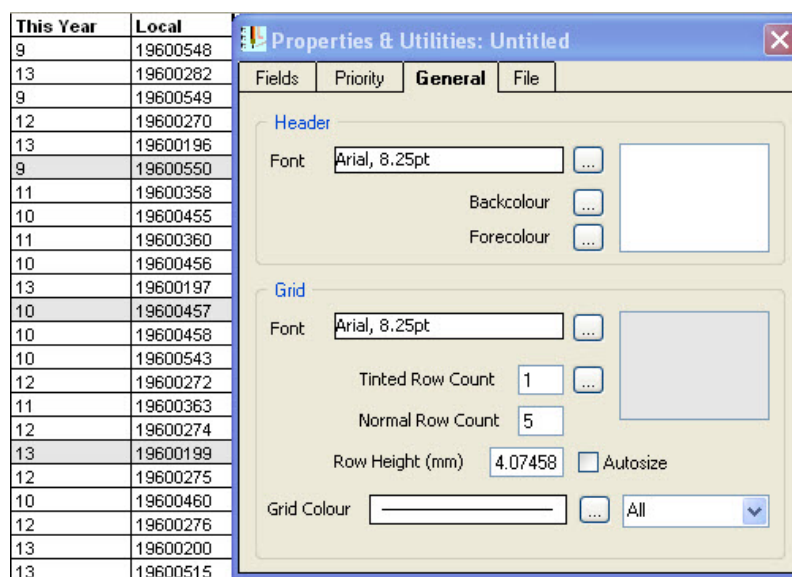 This Year Local
9 19600548
13 19600282
9 19600549
12 19600270
13 19600196
9 19600550
11 19600358
10 19600455
11 19600360
10 19600456
13 19600197
10 19600457
10 19600458
10 19600543
12 19600272
11 19600363
12 19600274
13 19600199
12 19600275
10 19600460
12 19600276
13 19600200
13 19600515
Properties & Utilities: Untitled
Fields Priority General File
Header
Font Arial, 8.25pt ...
Backcolour ...
Forecolour ...
Grid
Font Arial, 8.25pt ...
Tinted Row Count 1 ...
Normal Row Count 5
Row Height (mm) 4.07458 Autosize
Grid Colour ... All